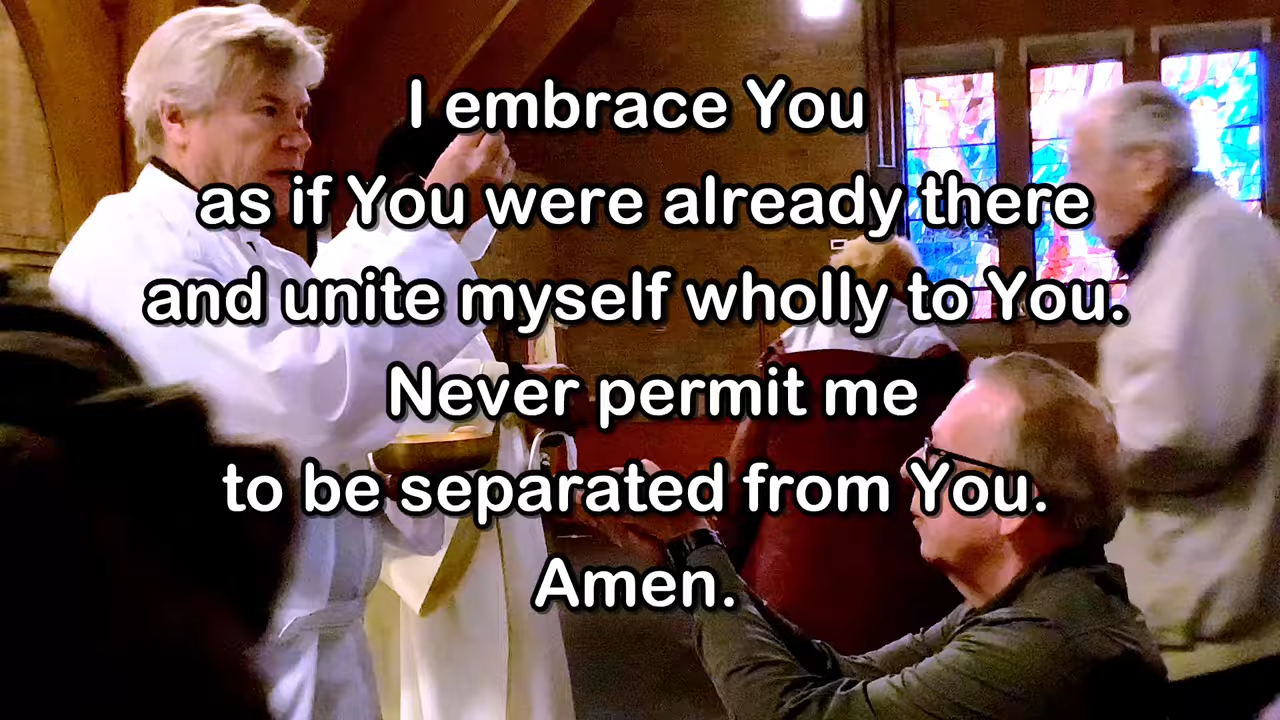 I embrace You
as if You were already there
and unite myself wholly to You.
Never permit me
to be separated from You.
Amen.